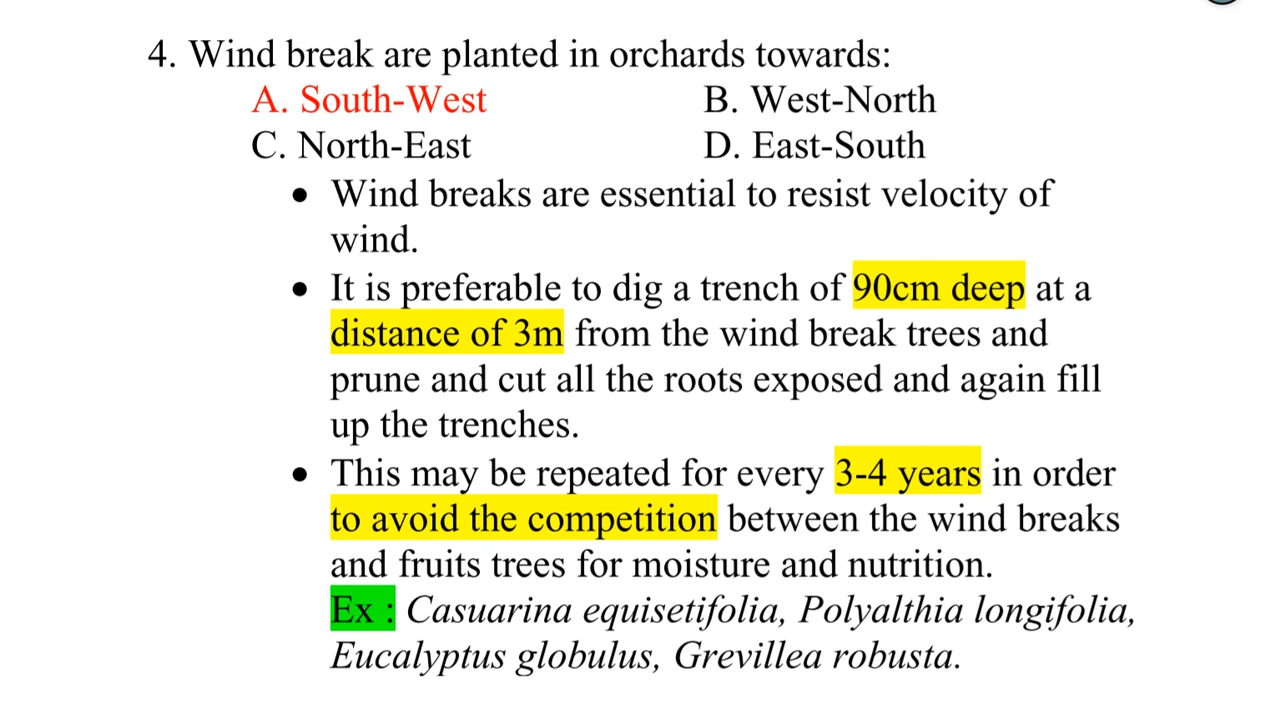 4. Wind break are planted in orchards towards:
A. South-West B. West-North
C. North-East D. East-South
• Wind breaks are essential to resist velocity of
wind.
• It is preferable to dig a trench of 90cm deep at a
distance of 3m from the wind break trees and
prune and cut all the roots exposed and again fill
up the trenches.
• This may be repeated for every 3-4 years in order
to avoid the competition between the wind breaks
and fruits trees for moisture and nutrition.
Ex : Casuarina equisetifolia, Polyalthia longifolia,
Eucalyptus globulus, Grevillea robusta.